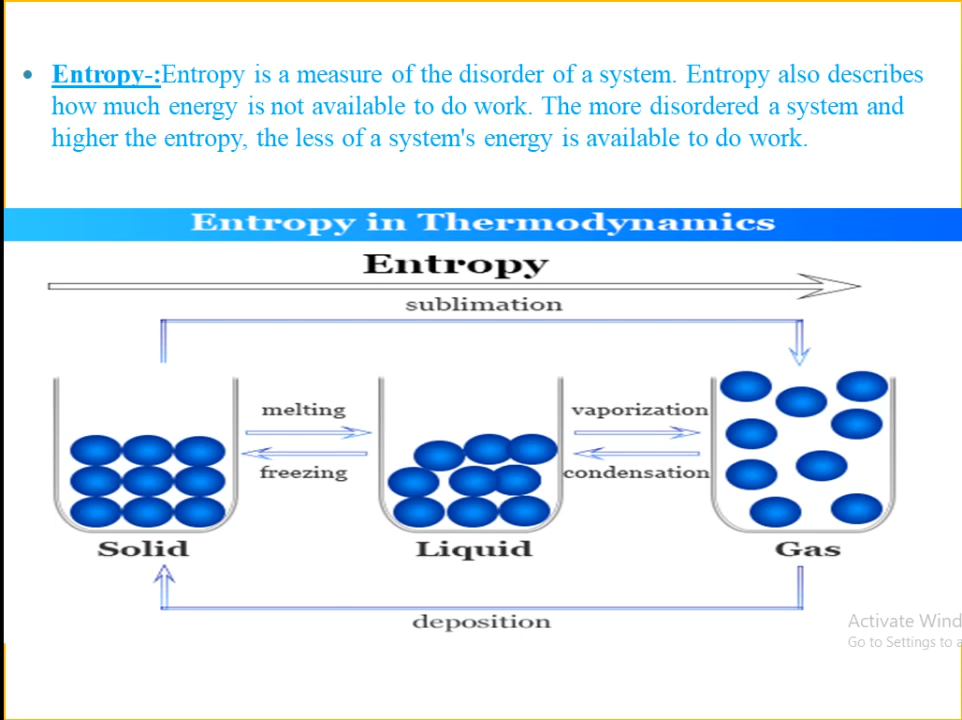 • Entropy-:Entropy is a measure of the disorder of a system. Entropy also describes
how much energy is not available to do work. The more disordered a system and
higher the entropy, the less of a system's energy is available to do work.
Entropy in Thermodynamics
Entropy
sublimation
melting
vaporization
freezing
condensation
Solid
Liquid
Gas
deposition
Activate Wind
Go to Settings to a